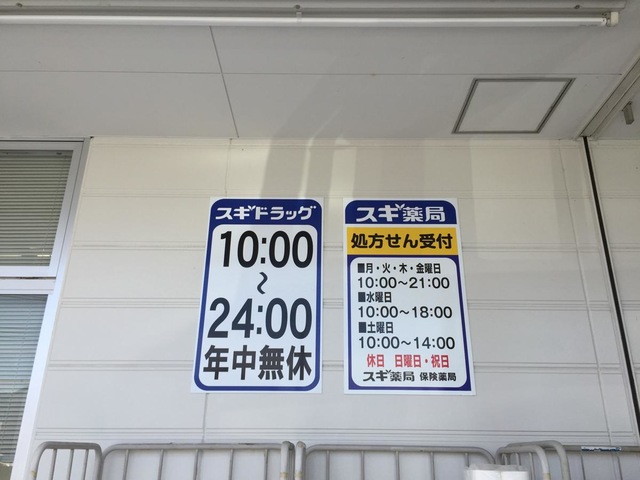 スギドラッグ
10:00
~
24:00
年中無休
スギ薬局
処方せん受付
■月・火・木・金曜日
10:00~21:00
■水曜日
10:00~18:00
■土曜日
10:00~14:00
休日 日曜日・祝日
スギ薬局 保険薬局